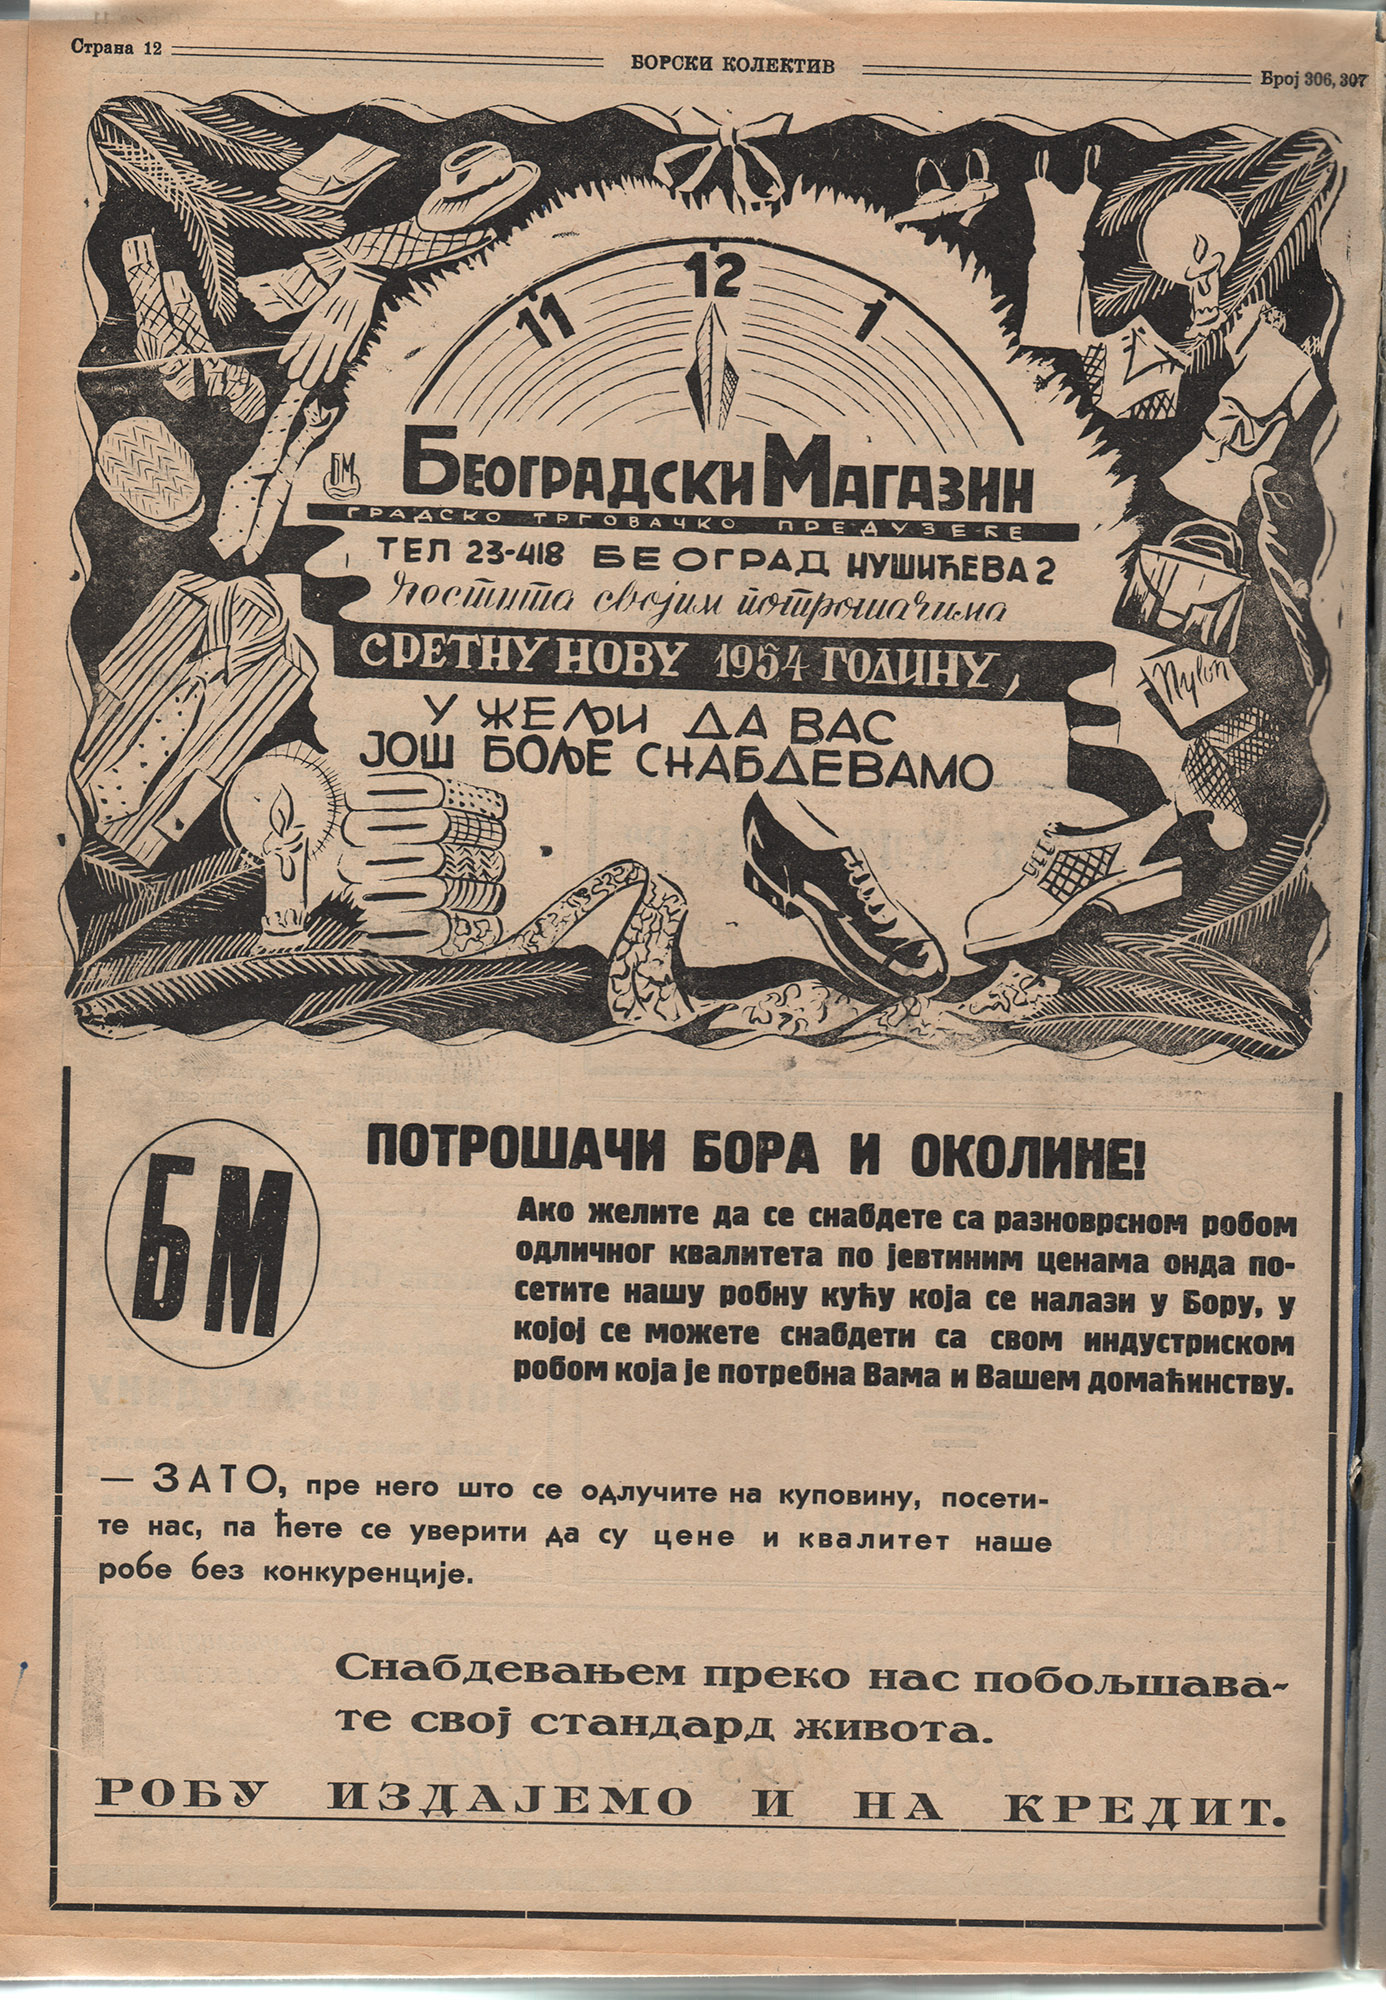 Страна 12
БОРСКИ КОЛЕКТИВ
Број 306, 307
11
12
1
БМ
БЕОГРАДСКИ МАГАЗИН
ГРАДСКО ТРГОВАЧКО ПРЕДУЗЕЋЕ
ТЕЛ 23-418 БЕОГРАД НУШИЋЕВА 2
Честита својим потрошачима
СРЕТНУ НОВУ 1954 ГОДИНУ,
У ЖЕЉИ ДА ВАС
ЈОШ БОЉЕ СНАБДЕВАМО
Nylon
БМ
ПОТРОШАЧИ БОРА И ОКОЛИНЕ!
Ако желите да се снабдете са разноврсном робом
одличног квалитета по јевтиним ценама онда по-
сетите нашу робну кућу која се налази у Бору, у
којој се можете снабдети са свом индустриском
робом која је потребна Вама и Вашем домаћинству.
— ЗАТО, пре него што се одлучите на куповину, посети-
те нас, па ћете се уверити да су цене и квалитет наше
робе без конкуренције.
Снабдевањем преко нас побољшава-
те свој стандард живота.
РОБУ ИЗДАЈЕМО И НА КРЕДИТ.